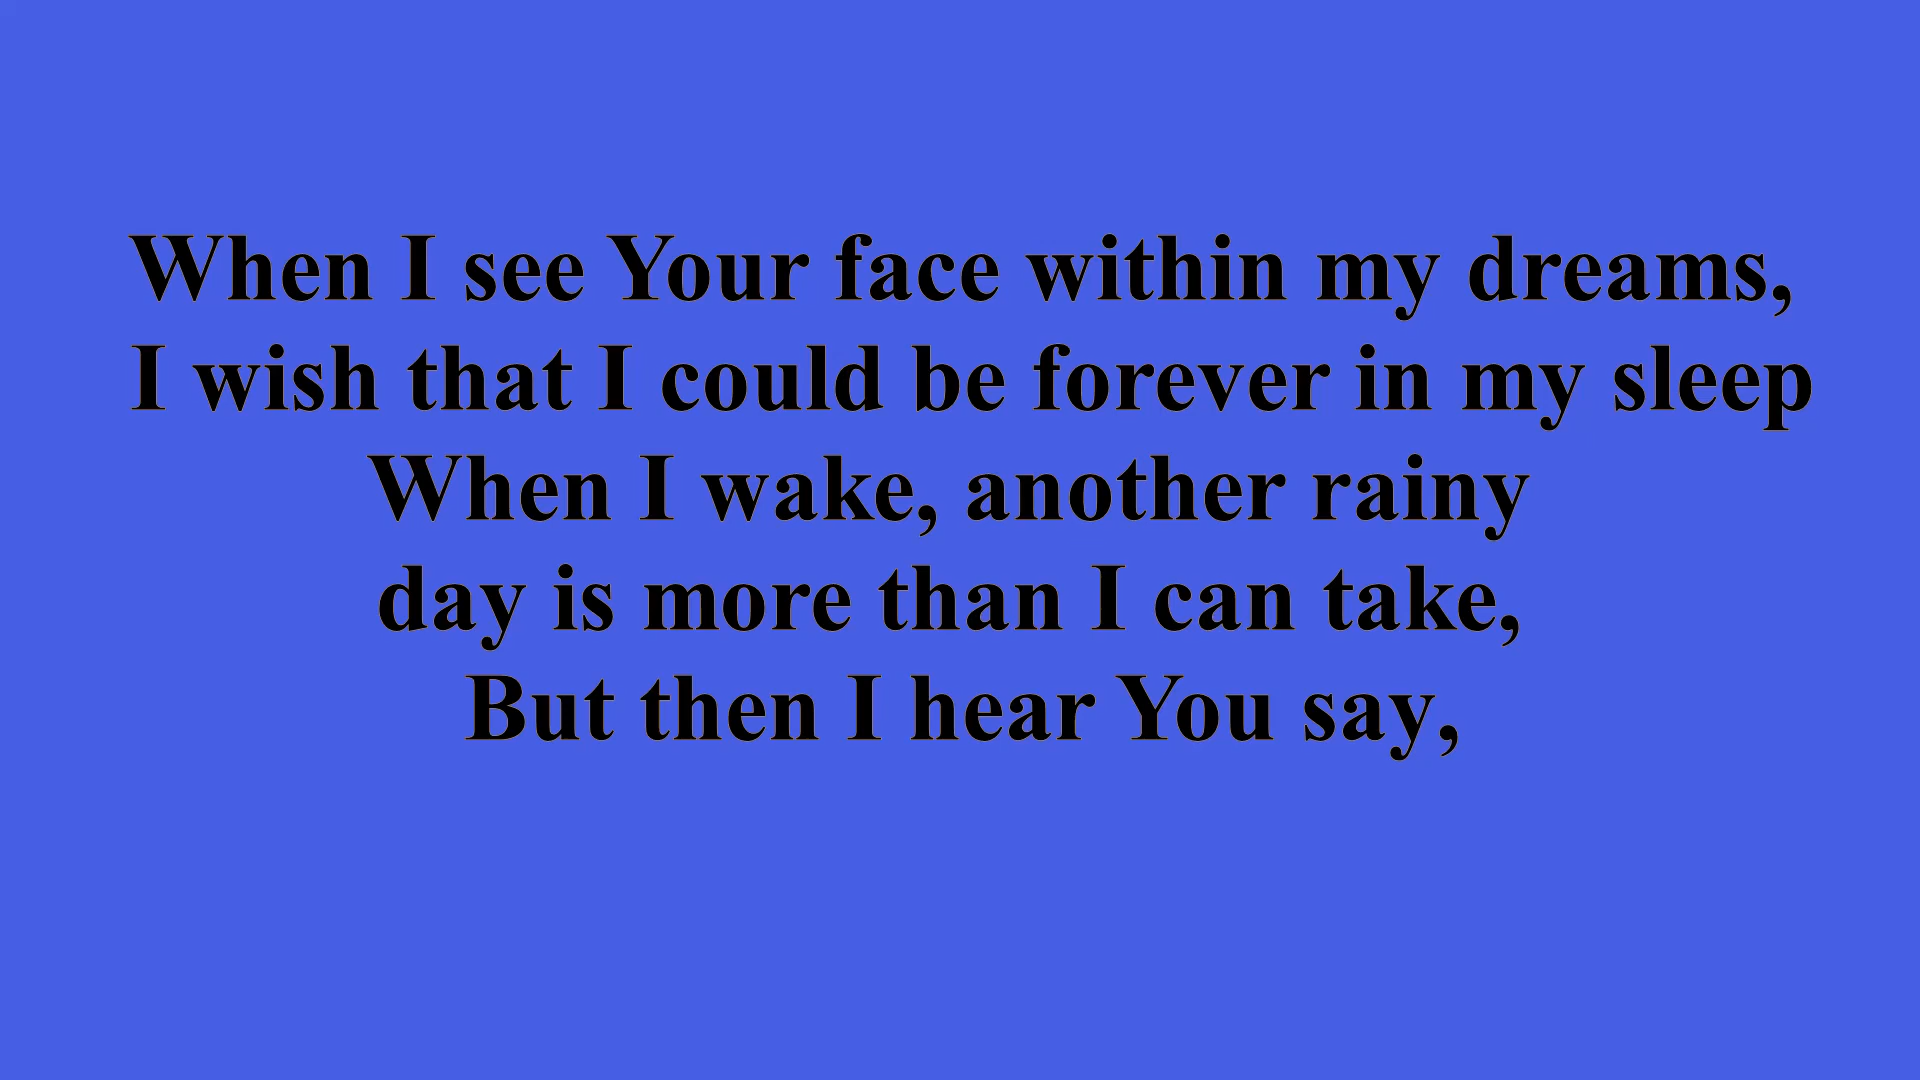 When I see Your face within my dreams,
I wish that I could be forever in my sleep
When I wake, another rainy
day is more than I can take,
But then I hear You say,